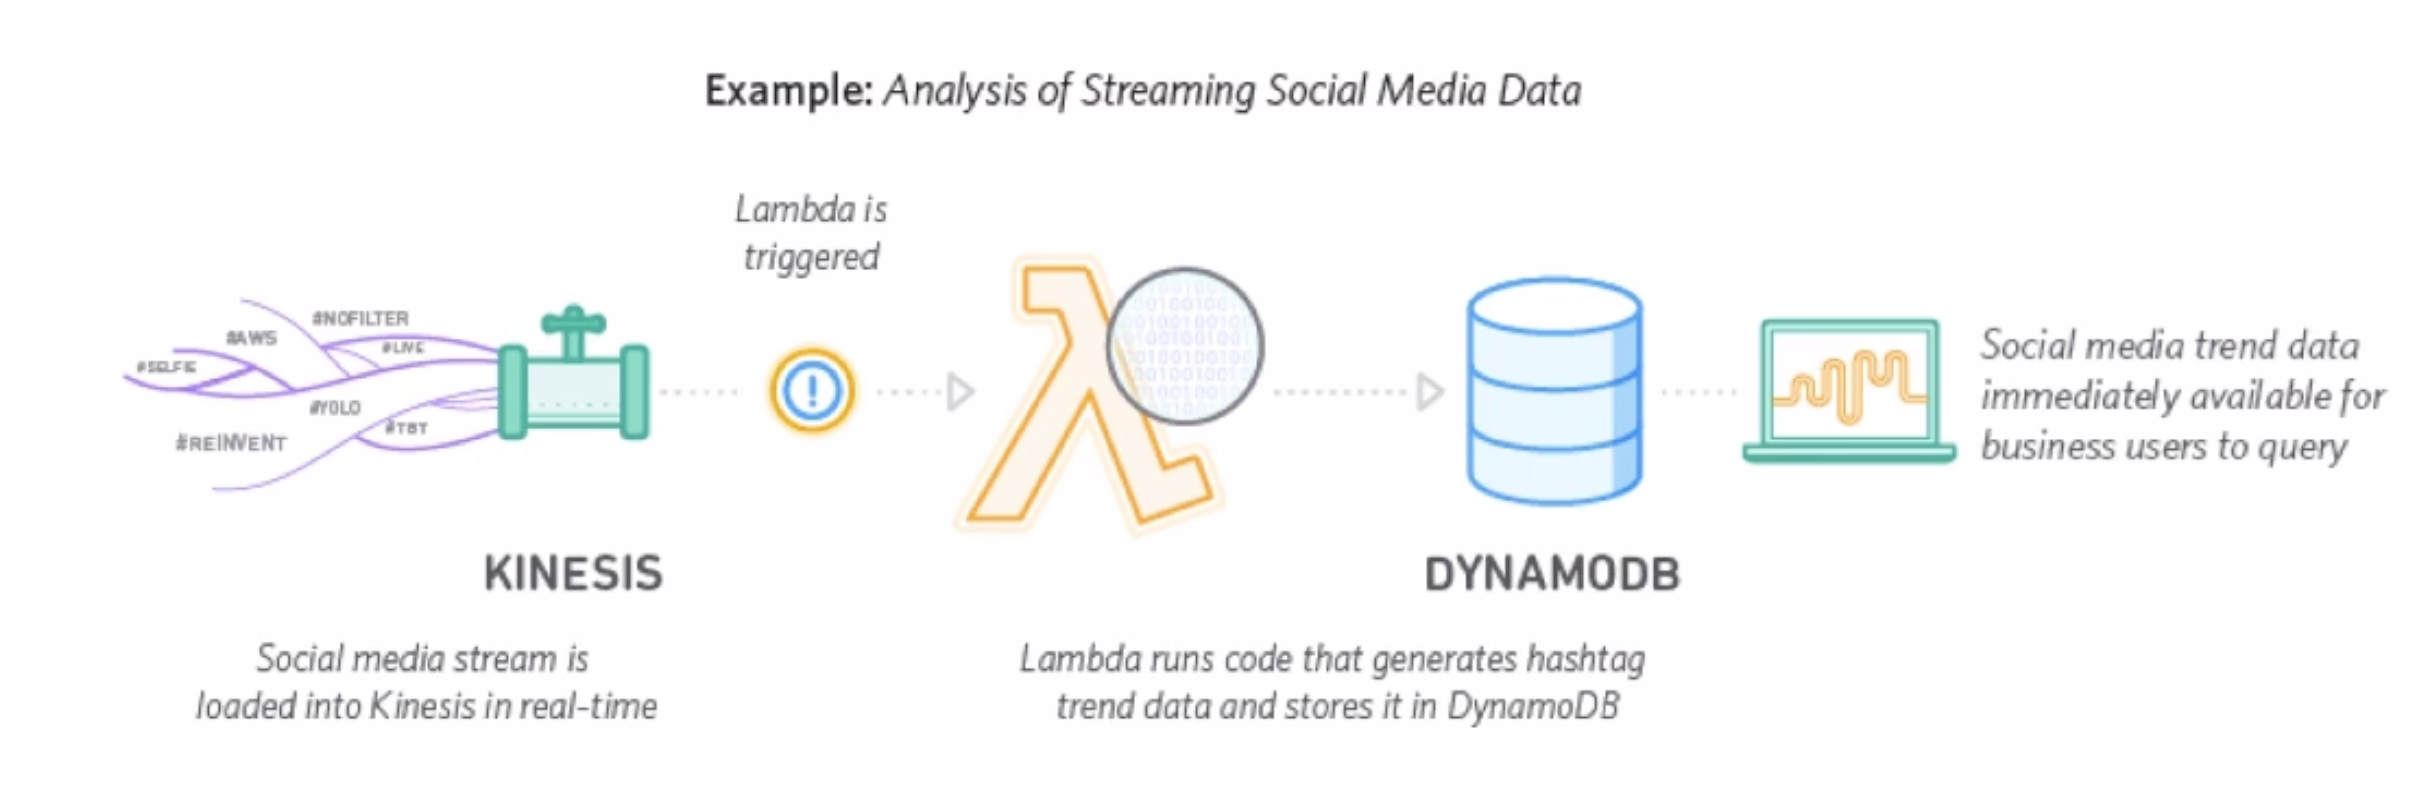 Example: Analysis of Streaming Social Media Data
Lambda is
triggered
#NOFILTER
#AWS
#LIVE
#SELFIE
#YOLO
#TBT
#REINVENT
Social media trend data
immediately available for
business users to query
KINESIS
DYNAMODB
Social media stream is
loaded into Kinesis in real-time
Lambda runs code that generates hashtag
trend data and stores it in DynamoDB